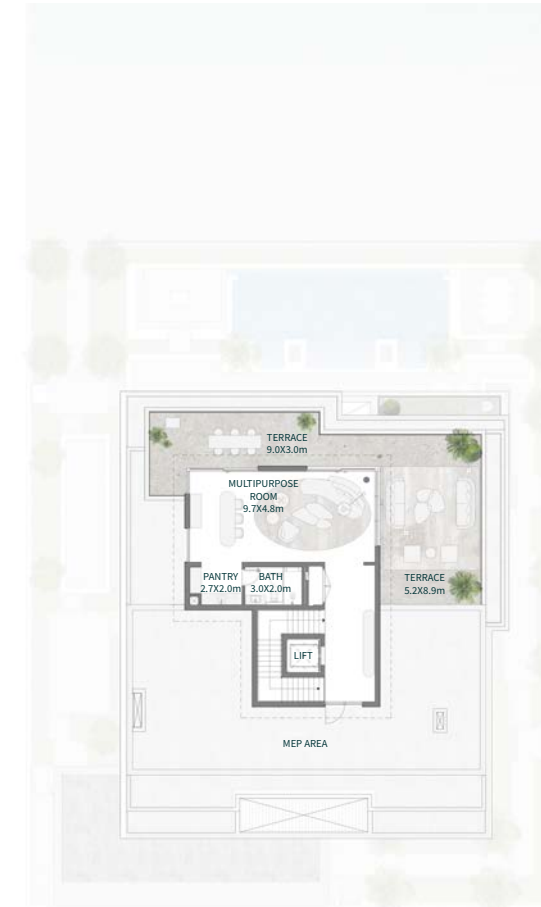 TERRACE
9.0X3.0m
MULTIPURPOSE
ROOM
9.7X4.8m
PANTRY
2.7X2.0m
BATH
3.0X2.0m
TERRACE
5.2X8.9m
LIFT
MEP AREA